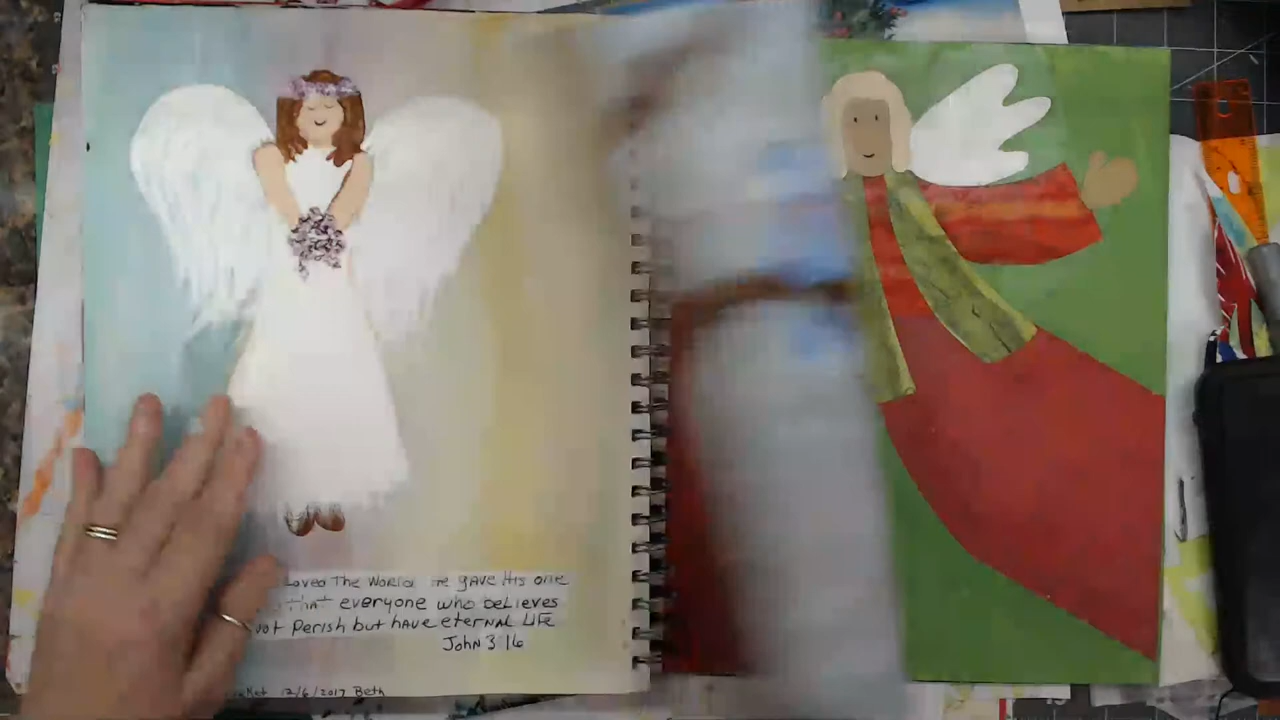 Loved The World He gave His one
that everyone who believes
not Perish but have eternal Life
John 3 16
12/6/2017 Beth